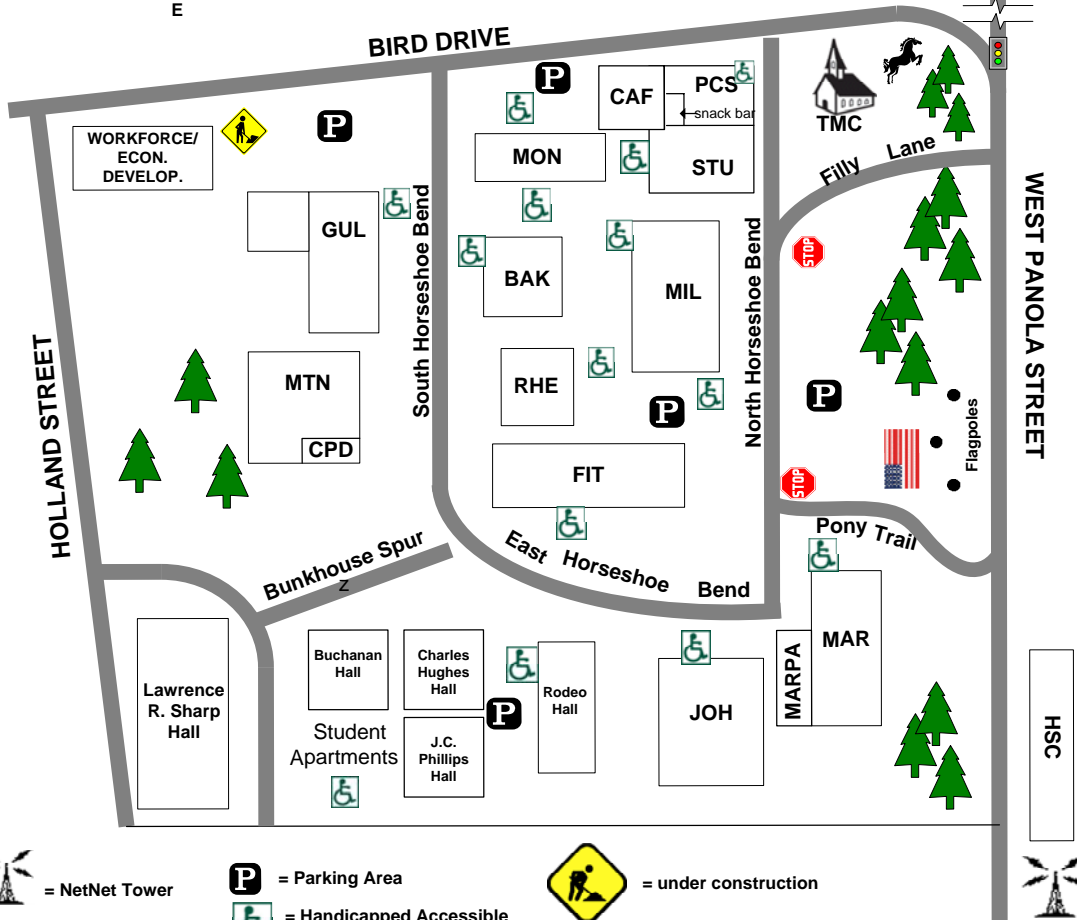 E
BIRD DRIVE
P
CAF
PCS
snack bar
TMC
WORKFORCE/
ECON.
DEVELOP.
P
MON
STU
Filly Lane
GUL
South Horseshoe Bend
BAK
MIL
North Horseshoe Bend
STOP
WEST PANOLA STREET
HOLLAND STREET
MTN
CPD
RHE
P
P
Flagpoles
FIT
STOP
Pony Trail
Bunkhouse Spur
Z
East Horseshoe Bend
Lawrence
R. Sharp
Hall
Buchanan
Hall
Charles
Hughes
Hall
Rodeo
Hall
P
J.C.
Phillips
Hall
Student
Apartments
JOH
MARPA
MAR
HSC
= NetNet Tower
P = Parking Area
= under construction
= Handicapped Accessible